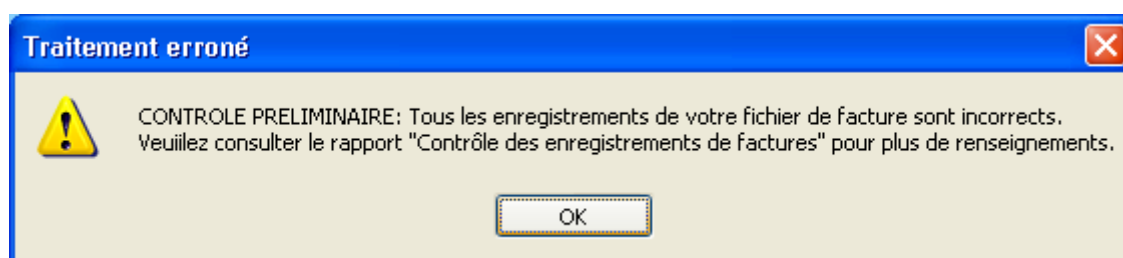 Traitement erroné
CONTROLE PRELIMINAIRE: Tous les enregistrements de votre fichier de facture sont incorrects.
Veuiilez consulter le rapport "Contrôle des enregistrements de factures" pour plus de renseignements.
OK